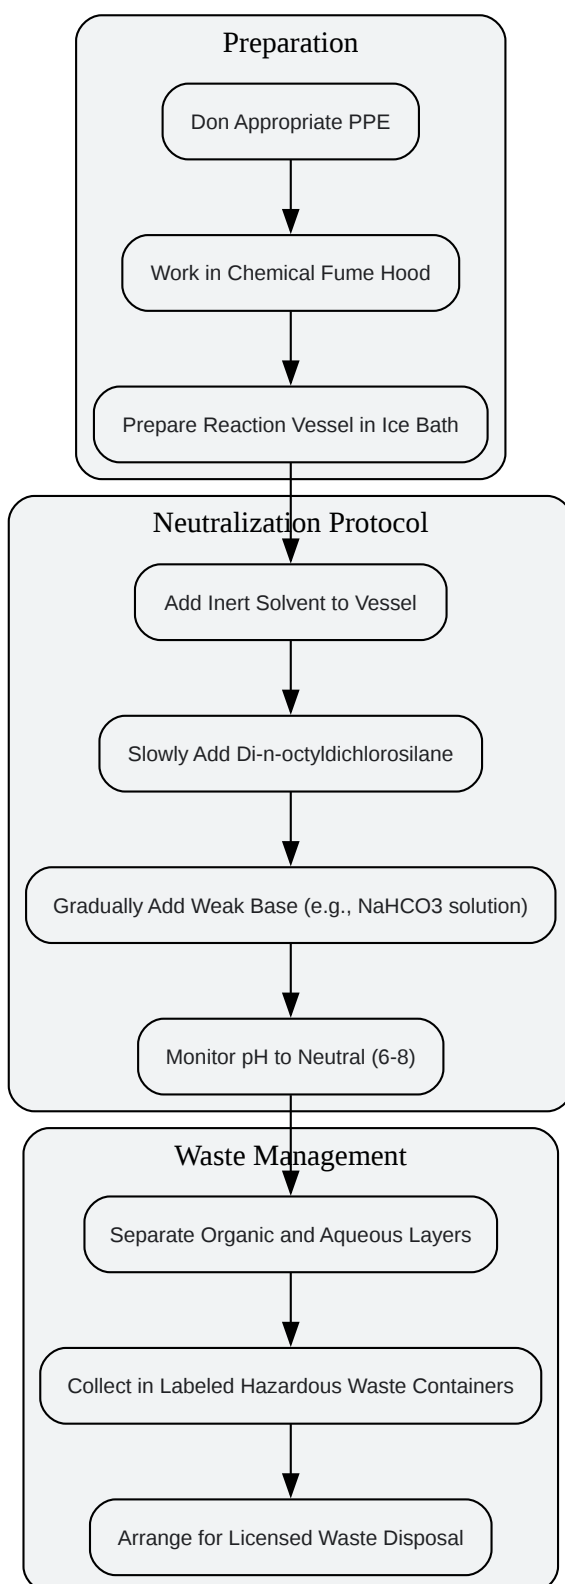 Preparation
Don Appropriate PPE
Work in Chemical Fume Hood
Prepare Reaction Vessel in Ice Bath
Neutralization Protocol
Add Inert Solvent to Vessel
Slowly Add Di-n-octyldichlorosilane
Gradually Add Weak Base (e.g., NaHCO3 solution)
Monitor pH to Neutral (6-8)
Waste Management
Separate Organic and Aqueous Layers
Collect in Labeled Hazardous Waste Containers
Arrange for Licensed Waste Disposal